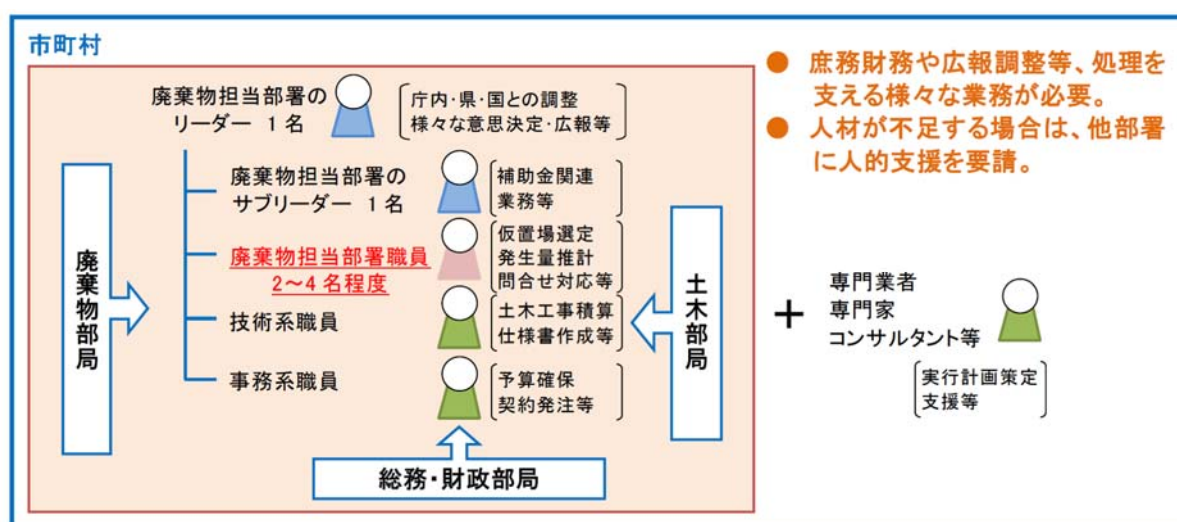 市町村
廃棄物担当部署の
リーダー 1名
庁内・県・国との調整
様々な意思決定・広報等
廃棄物担当部署の
サブリーダー 1名
補助金関連
業務等
廃棄物担当部署職員
2~4名程度
仮置場選定
発生量推計
問合せ対応等
技術系職員
土木工事積算
仕様書作成等
事務系職員
予算確保
契約発注等
廃棄物部局
土木部局
総務・財政部局
● 庶務財務や広報調整等、処理を
支える様々な業務が必要。
● 人材が不足する場合は、他部署
に人的支援を要請。
+
専門業者
専門家
コンサルタント等
実行計画策定
支援等